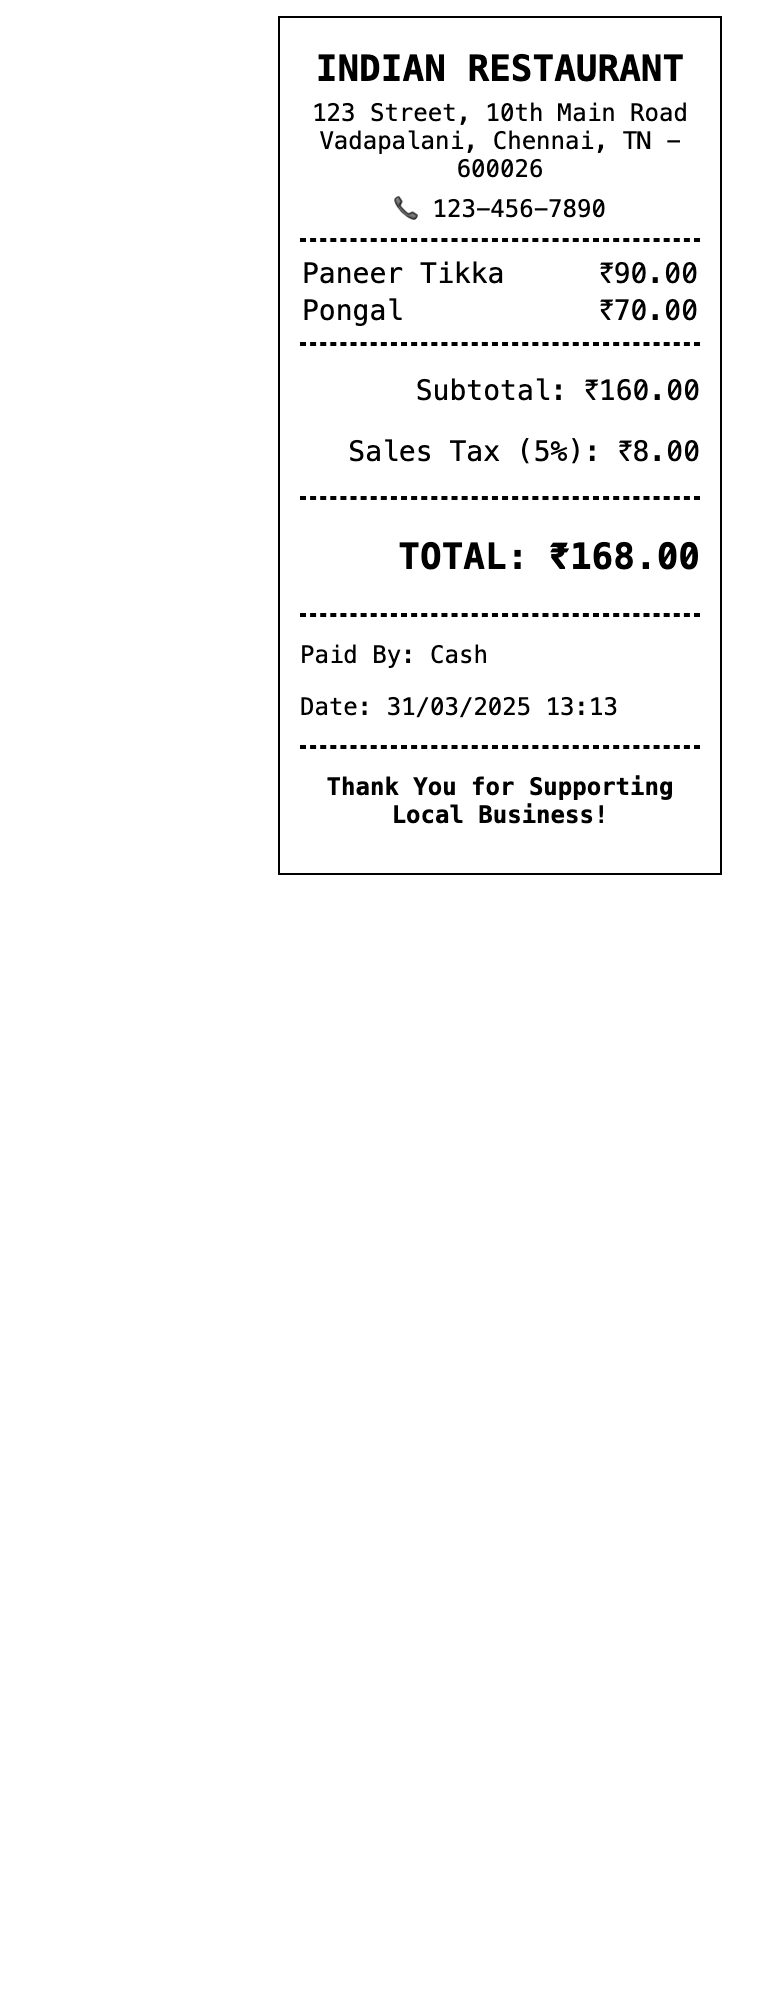 INDIAN RESTAURANT
123 Street, 10th Main Road
Vadapalani, Chennai, TN –
600026
📞 123–456–7890
Paneer Tikka ₹90.00
Pongal ₹70.00
Subtotal: ₹160.00
Sales Tax (5%): ₹8.00
TOTAL: ₹168.00
Paid By: Cash
Date: 31/03/2025 13:13
Thank You for Supporting
Local Business!